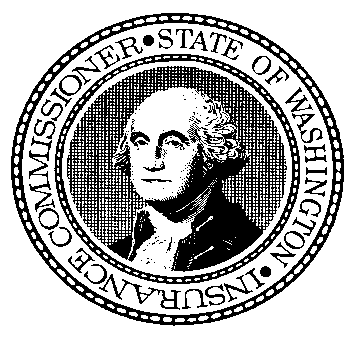 INSURANCE COMMISSIONER • STATE OF WASHINGTON •